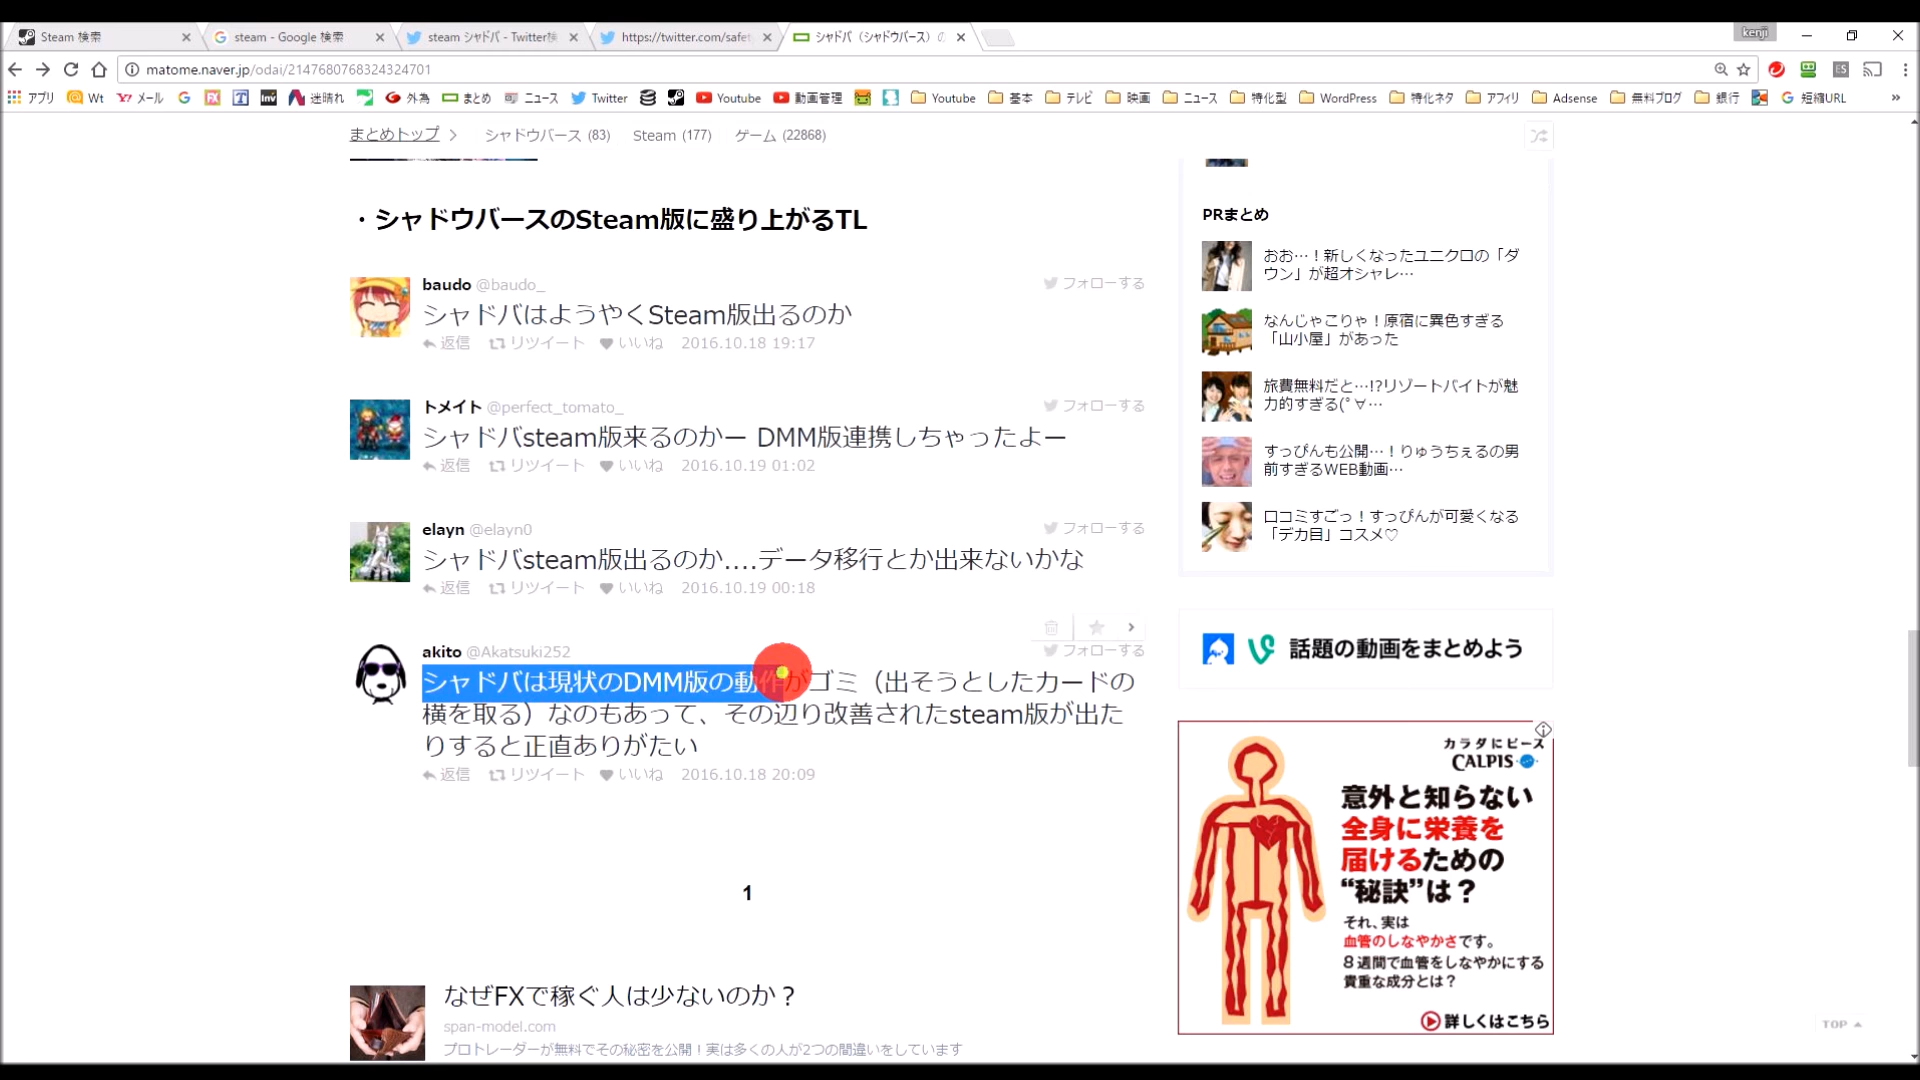 Steam 検索
steam - Google 検索
steam シャドバ - Twitter検
https://twitter.com/safet
シャドバ（シャドウバース）の
kenji
matome.naver.jp/odai/2147680768324324701
アプリ
Wt
メール
迷晴れ
外為
まとめ
ニュース
Twitter
Youtube
動画管理
Youtube
基本
テレビ
映画
ニュース
特化型
WordPress
特化ネタ
アフィリ
Adsense
無料ブログ
銀行
短縮URL
まとめトップ
シャドウバース (83)
Steam (177)
ゲーム (22868)
・シャドウバースのSteam版に盛り上がるTL
baudo @baudo_
フォローする
シャドバはようやくSteam版出るのか
返信 リツイート いいね 2016.10.18 19:17
トメイト @perfect_tomato_
フォローする
シャドバsteam版来るのかー DMM版連携しちゃったよー
返信 リツイート いいね 2016.10.19 01:02
elayn @elayn0
フォローする
シャドバsteam版出るのか....データ移行とか出来ないかな
返信 リツイート いいね 2016.10.19 00:18
akito @Akatsuki252
フォローする
シャドバは現状のDMM版の動作がゴミ（出そうとしたカードの
横を取る）なのもあって、その辺り改善されたsteam版が出た
りすると正直ありがたい
返信 リツイート いいね 2016.10.18 20:09
1
なぜFXで稼ぐ人は少ないのか？
span-model.com
プロトレーダーが無料でその秘密を公開！実は多くの人が2つの間違いをしています
PRまとめ
おお…！新しくなったユニクロの「ダ
ウン」が超オシャレ…
なんじゃこりゃ！原宿に異色すぎる
「山小屋」があった
旅費無料だと…!?リゾートバイトが魅
力的すぎる(ﾟ∀…
すっぴんも公開…！りゅうちぇるの男
前すぎるWEB動画…
口コミすごっ！すっぴんが可愛くなる
「デカ目」コスメ♡
話題の動画をまとめよう
カラダにピース
CALPIS
意外と知らない
全身に栄養を
届けるための
“秘訣”は？
それ、実は
血管のしなやかさです。
8週間で血管をしなやかにする
貴重な成分とは？
詳しくはこちら
TOP